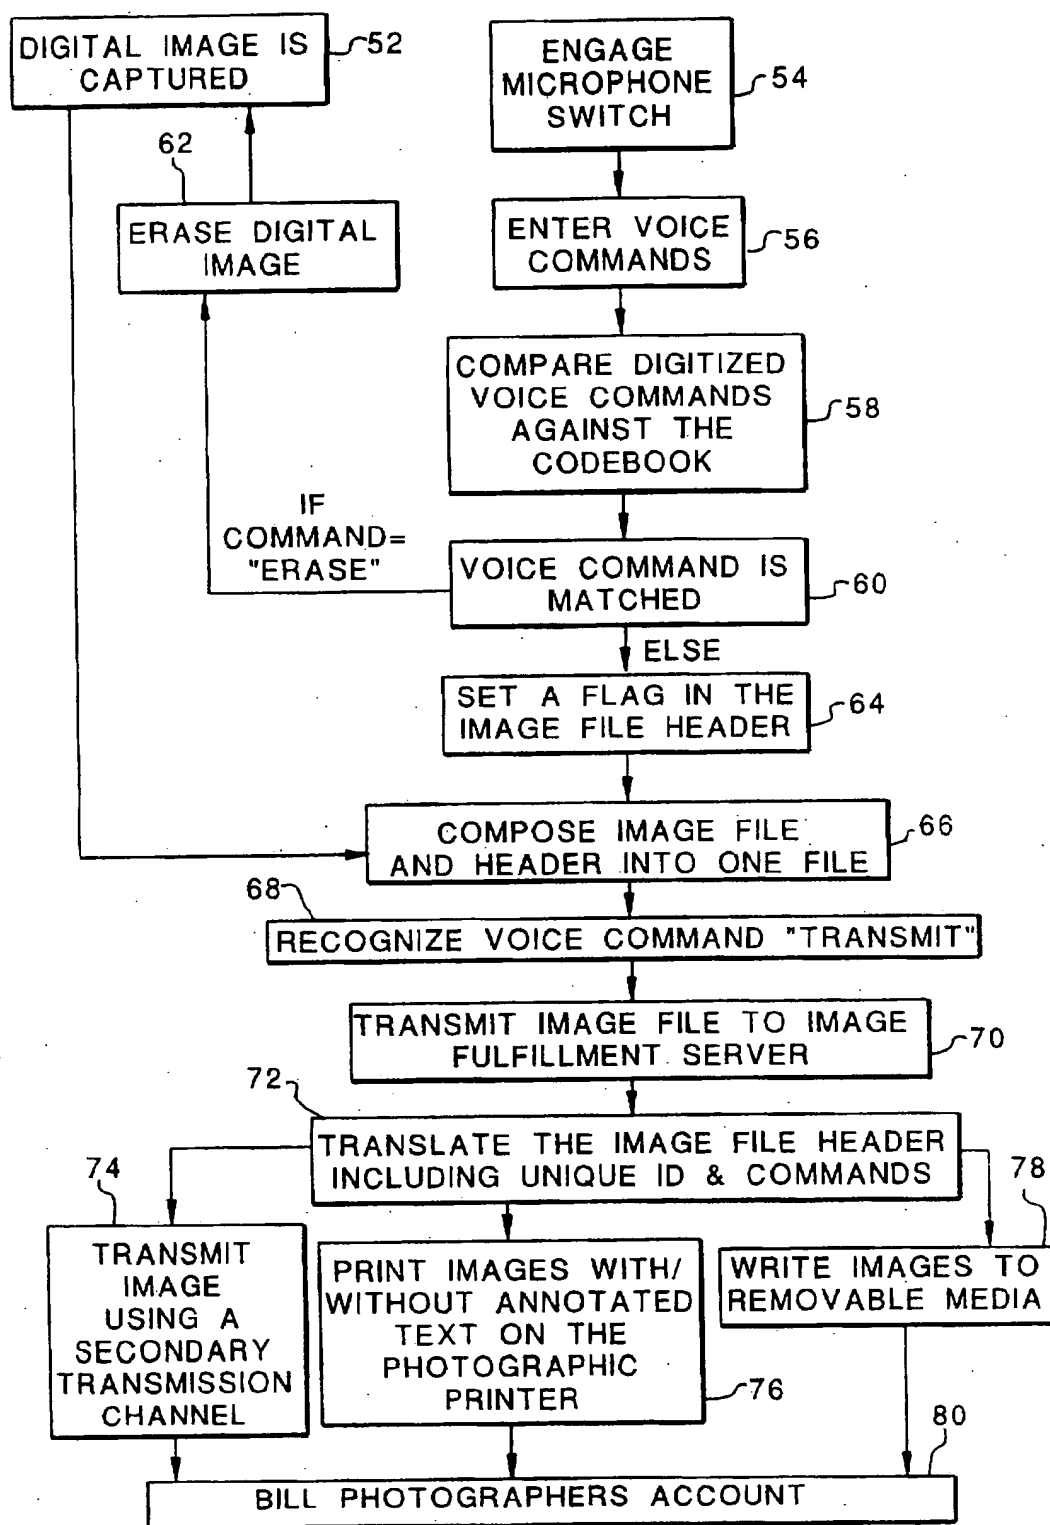 DIGITAL IMAGE IS
CAPTURED
52
ENGAGE
MICROPHONE
SWITCH
54
62
ERASE DIGITAL
IMAGE
ENTER VOICE
COMMANDS
56
COMPARE DIGITIZED
VOICE COMMANDS
AGAINST THE
CODEBOOK
58
IF
COMMAND=
"ERASE"
VOICE COMMAND IS
MATCHED
60
ELSE
SET A FLAG IN THE
IMAGE FILE HEADER
64
COMPOSE IMAGE FILE
AND HEADER INTO ONE FILE
66
68
RECOGNIZE VOICE COMMAND "TRANSMIT"
TRANSMIT IMAGE FILE TO IMAGE
FULFILLMENT SERVER
70
72
TRANSLATE THE IMAGE FILE HEADER
INCLUDING UNIQUE ID & COMMANDS
74
TRANSMIT
IMAGE
USING A
SECONDARY
TRANSMISSION
CHANNEL
PRINT IMAGES WITH/
WITHOUT ANNOTATED
TEXT ON THE
PHOTOGRAPHIC
PRINTER
76
78
WRITE IMAGES TO
REMOVABLE MEDIA
80
BILL PHOTOGRAPHERS ACCOUNT